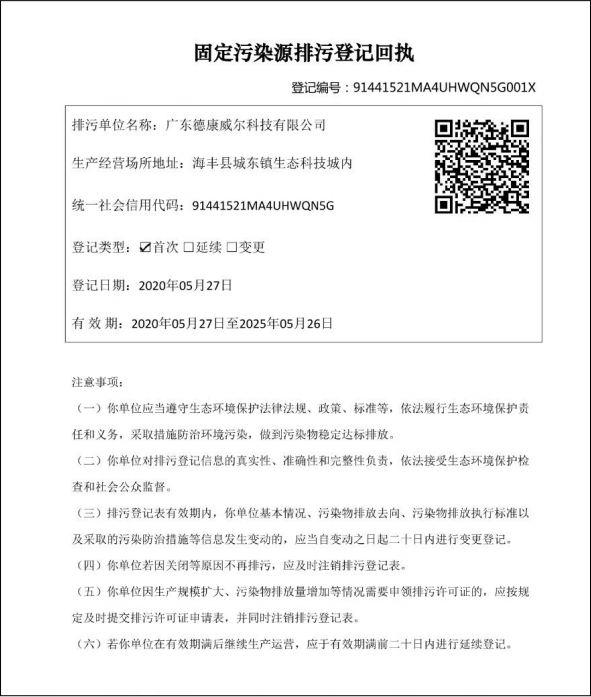 固定污染源排污登记回执
登记编号：91441521MA4UHWQN5G001X
排污单位名称：广东德康威尔科技有限公司
生产经营场所地址：海丰县城东镇生态科技城内
统一社会信用代码：91441521MA4UHWQN5G
登记类型：☑首次 □延续 □变更
登记日期：2020年05月27日
有 效 期：2020年05月27日至2025年05月26日
注意事项：
（一）你单位应当遵守生态环境保护法律法规、政策、标准等，依法履行生态环境保护责
任和义务，采取措施防治环境污染，做到污染物稳定达标排放。
（二）你单位对排污登记信息的真实性、准确性和完整性负责，依法接受生态环境保护检
查和社会公众监督。
（三）排污登记表有效期内，你单位基本情况、污染物排放去向、污染物排放执行标准以
及采取的污染防治措施等信息发生变动的，应当自变动之日起二十日内进行变更登记。
（四）你单位若因关闭等原因不再排污，应及时注销排污登记表。
（五）你单位因生产规模扩大、污染物排放量增加等情况需要申领排污许可证的，应按规
定及时提交排污许可证申请表，并同时注销排污登记表。
（六）若你单位在有效期满后继续生产运营，应于有效期满前二十日内进行延续登记。